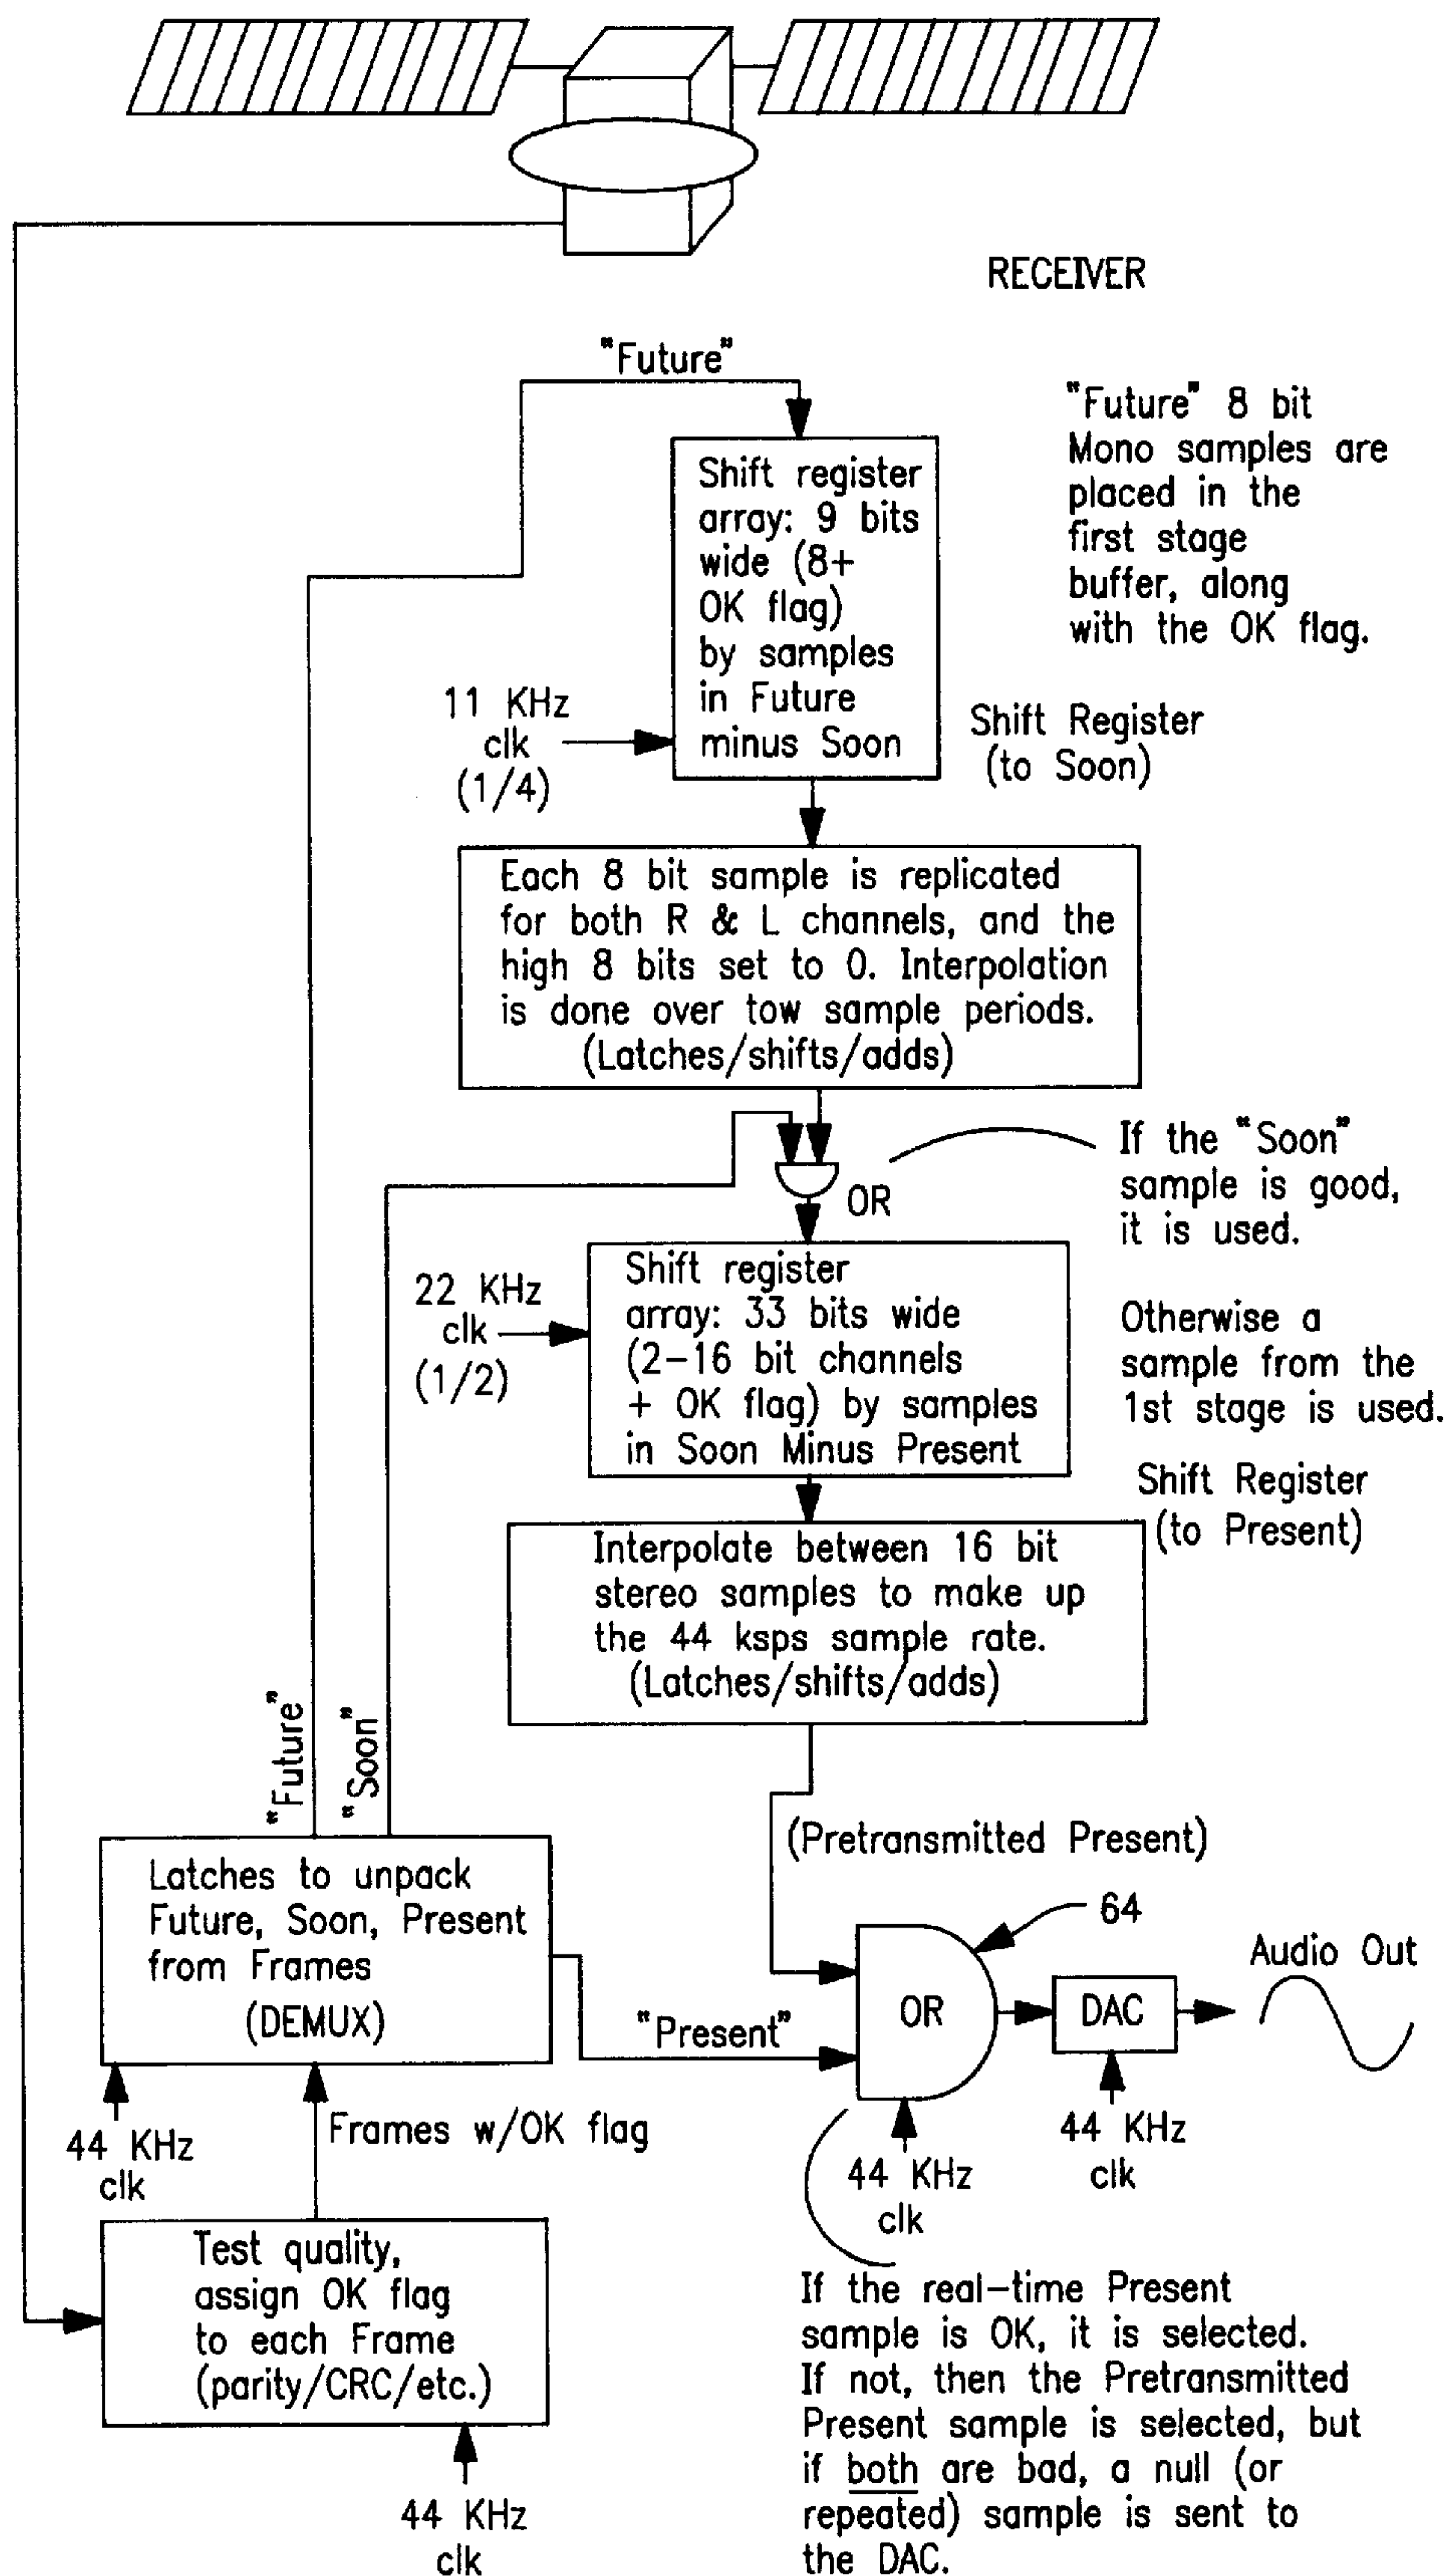 RECEIVER
"Future"
"Future" 8 bit
Mono samples are
placed in the
first stage
buffer, along
with the OK flag.
Shift register
array: 9 bits
wide (8+
OK flag)
by samples
in Future
minus Soon
11 KHz
clk
(1/4)
Shift Register
(to Soon)
Each 8 bit sample is replicated
for both R & L channels, and the
high 8 bits set to 0. Interpolation
is done over tow sample periods.
(Latches/shifts/adds)
OR
If the "Soon"
sample is good,
it is used.
Otherwise a
sample from the
1st stage is used.
22 KHz
clk
(1/2)
Shift register
array: 33 bits wide
(2-16 bit channels
+ OK flag) by samples
in Soon Minus Present
Shift Register
(to Present)
Interpolate between 16 bit
stereo samples to make up
the 44 ksps sample rate.
(Latches/shifts/adds)
"Future"
"Soon"
(Pretransmitted Present)
Latches to unpack
Future, Soon, Present
from Frames
(DEMUX)
"Present"
64
OR
DAC
Audio Out
44 KHz
clk
Frames w/OK flag
44 KHz
clk
44 KHz
clk
Test quality,
assign OK flag
to each Frame
(parity/CRC/etc.)
44 KHz
clk
If the real-time Present
sample is OK, it is selected.
If not, then the Pretransmitted
Present sample is selected, but
if both are bad, a null (or
repeated) sample is sent to
the DAC.